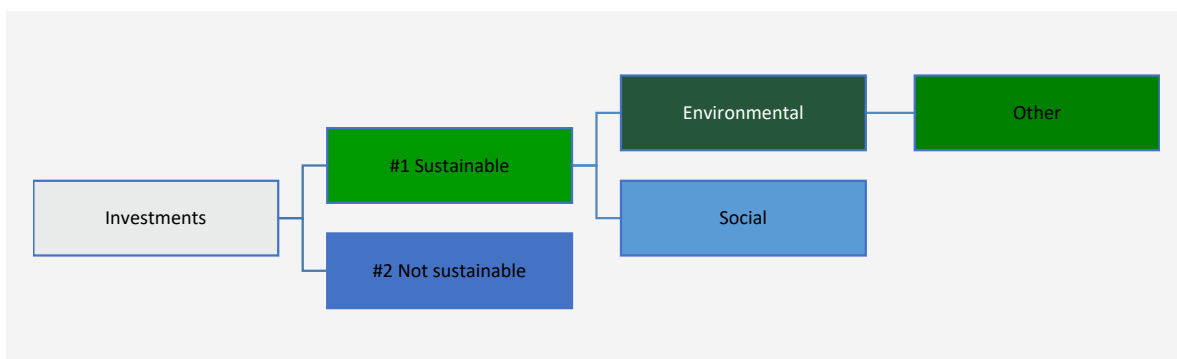 Investments
#1 Sustainable
#2 Not sustainable
Environmental
Social
Other